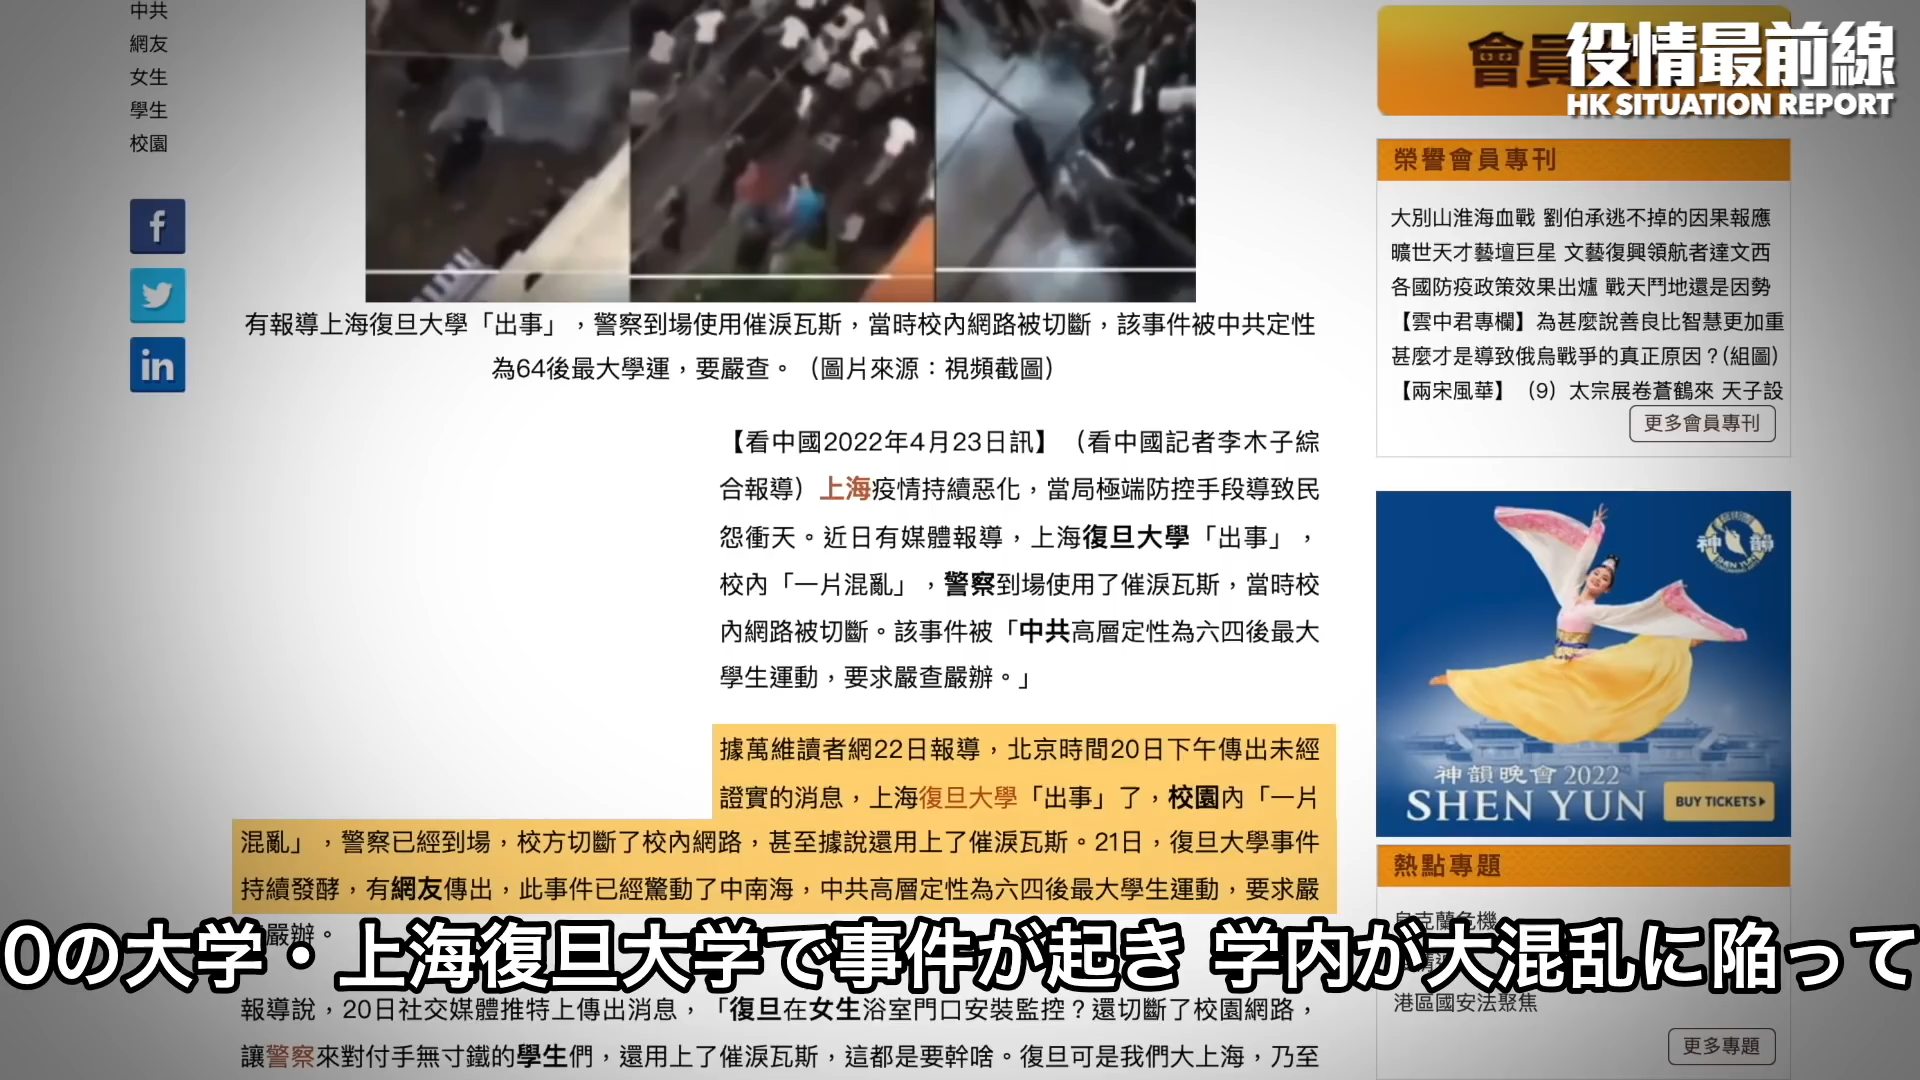 中共
網友
女生
學生
校園
有報導上海復旦大學「出事」，警察到場使用催淚瓦斯，當時校內網路被切斷，該事件被中共定性
為64後最大學運，要嚴查。（圖片來源：視頻截圖）
【看中國2022年4月23日訊】（看中國記者李木子綜
合報導）上海疫情持續惡化，當局極端防控手段導致民
怨衝天。近日有媒體報導，上海復旦大學「出事」，
校內「一片混亂」，警察到場使用了催淚瓦斯，當時校
內網路被切斷。該事件被「中共高層定性為六四後最大
學生運動，要求嚴查嚴辦。」
據萬維讀者網22日報導，北京時間20日下午傳出未經
證實的消息，上海復旦大學「出事」了，校園內「一片
混亂」，警察已經到場，校方切斷了校內網路，甚至據說還用上了催淚瓦斯。21日，復旦大學事件
持續發酵，有網友傳出，此事件已經驚動了中南海，中共高層定性為六四後最大學生運動，要求嚴
嚴辦。
報導說，20日社交媒體推特上傳出消息，「復旦在女生浴室門口安裝監控？還切斷了校園網路，
讓警察來對付手無寸鐵的學生們，還用上了催淚瓦斯，這都是要幹啥。復旦可是我們大上海，乃至
會員
役情最前線
HK SITUATION REPORT
榮譽會員專刊
大別山淮海血戰 劉伯承逃不掉的因果報應
曠世天才藝壇巨星 文藝復興領航者達文西
各國防疫政策效果出爐 戰天鬥地還是因勢
【雲中君專欄】為甚麼說善良比智慧更加重
甚麼才是導致俄烏戰爭的真正原因？(組圖)
【兩宋風華】（9）太宗展卷蒼鶴來 天子設
更多會員專刊
神韻
神韻晚會 2022
SHEN YUN
BUY TICKETS
熱點專題
烏克蘭危機
港區國安法聚焦
更多專題
0の大学・上海復旦大学で事件が起き 学内が大混乱に陥って